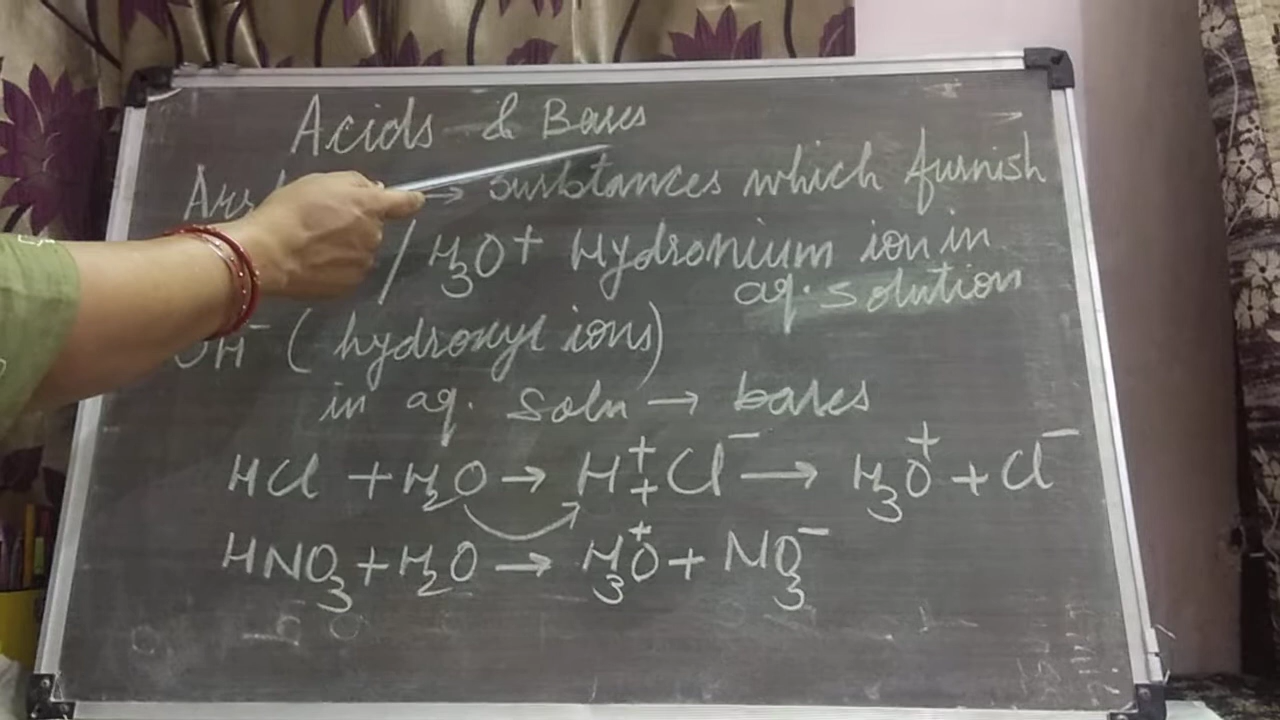 Acids & Bases
→ substances which furnish
/H₃O+ Hydronium ion in
aq. solution
OH⁻ (hydroxyl ions)
in aq. soln → bases
HCl + H₂O → H⁺ + Cl⁻ → H₃O⁺ + Cl⁻
HNO₃ + H₂O → H₃O⁺ + NO₃⁻